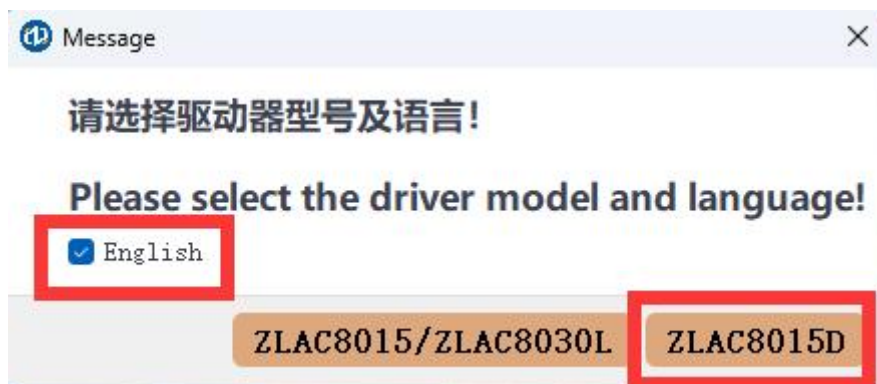 Message
请选择驱动器型号及语言!
Please select the driver model and language!
English
ZLAC8015/ZLAC8030L ZLAC8015D